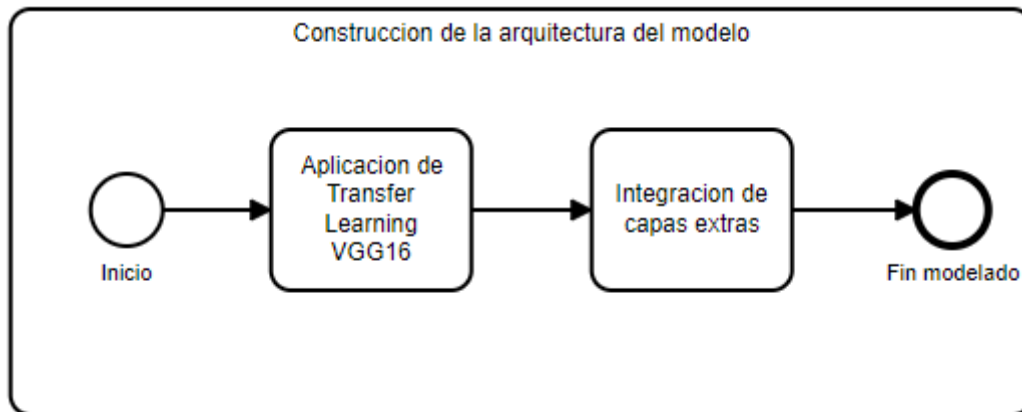 Construccion de la arquitectura del modelo
Aplicacion de
Transfer
Learning
VGG16
Integracion de
capas extras
Inicio
Fin modelado